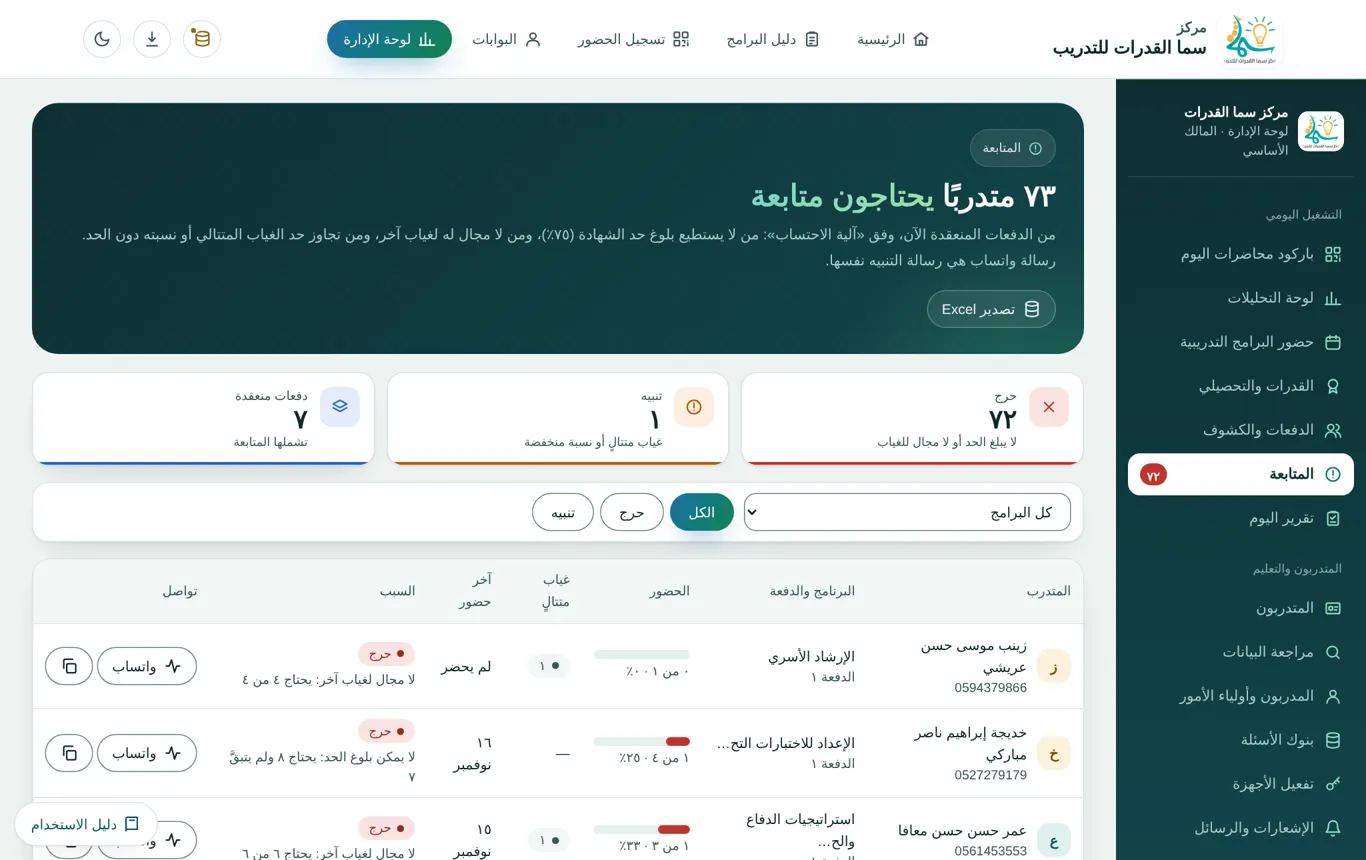 مركز
سما القدرات للتدريب
الرئيسية
دليل البرامج
تسجيل الحضور
البوابات
لوحة الإدارة
مركز سما القدرات
لوحة الإدارة · المالك
الأساسي
التشغيل اليومي
باركود محاضرات اليوم
لوحة التحليلات
حضور البرامج التدريبية
القدرات والتحصيلي
الدفعات والكشوف
المتابعة ٧٢
تقرير اليوم
المتدربون والتعليم
المتدربون
مراجعة البيانات
المدربون وأولياء الأمور
بنوك الأسئلة
تفعيل الأجهزة
الإشعارات والرسائل
المتابعة
٧٣ متدربًا يحتاجون متابعة
من الدفعات المنعقدة الآن، وفق «آلية الاحتساب»: من لا يستطيع بلوغ حد الشهادة (٧٥٪)، ومن لا مجال له لغياب آخر، ومن تجاوز حد الغياب المتتالي أو نسبته دون الحد.
رسالة واتساب هي رسالة التنبيه نفسها.
تصدير Excel
حرج
٧٢
لا يبلغ الحد أو لا مجال للغياب
تنبيه
١
غياب متتالٍ أو نسبة منخفضة
دفعات منعقدة
٧
تشملها المتابعة
كل البرامج
الكل
حرج
تنبيه
المتدرب
البرنامج والدفعة
الحضور
غياب
متتالٍ
آخر
حضور
السبب
تواصل
ز
زينب موسى حسن
عريشي
0594379866
الإرشاد الأسري
الدفعة ١
٠ من ١ · ٠٪
١
لم يحضر
حرج
لا مجال لغياب آخر: يحتاج ٤ من ٤
واتساب
خ
خديجة إبراهيم ناصر
مباركي
0527279179
الإعداد للاختبارات التح...
الدفعة ١
١ من ٤ · ٢٥٪
—
١٦
نوفمبر
حرج
لا يمكن بلوغ الحد: يحتاج ٨ ولم يتبقَّ
٧
واتساب
ع
عمر حسن حسن معافا
0561453553
استراتيجيات الدفاع
والح...
الدفعة ١
١ من ٣ · ٣٣٪
١
١٥
نوفمبر
حرج
لا مجال لغياب آخر: يحتاج ٦ من ٦
دليل الاستخدام